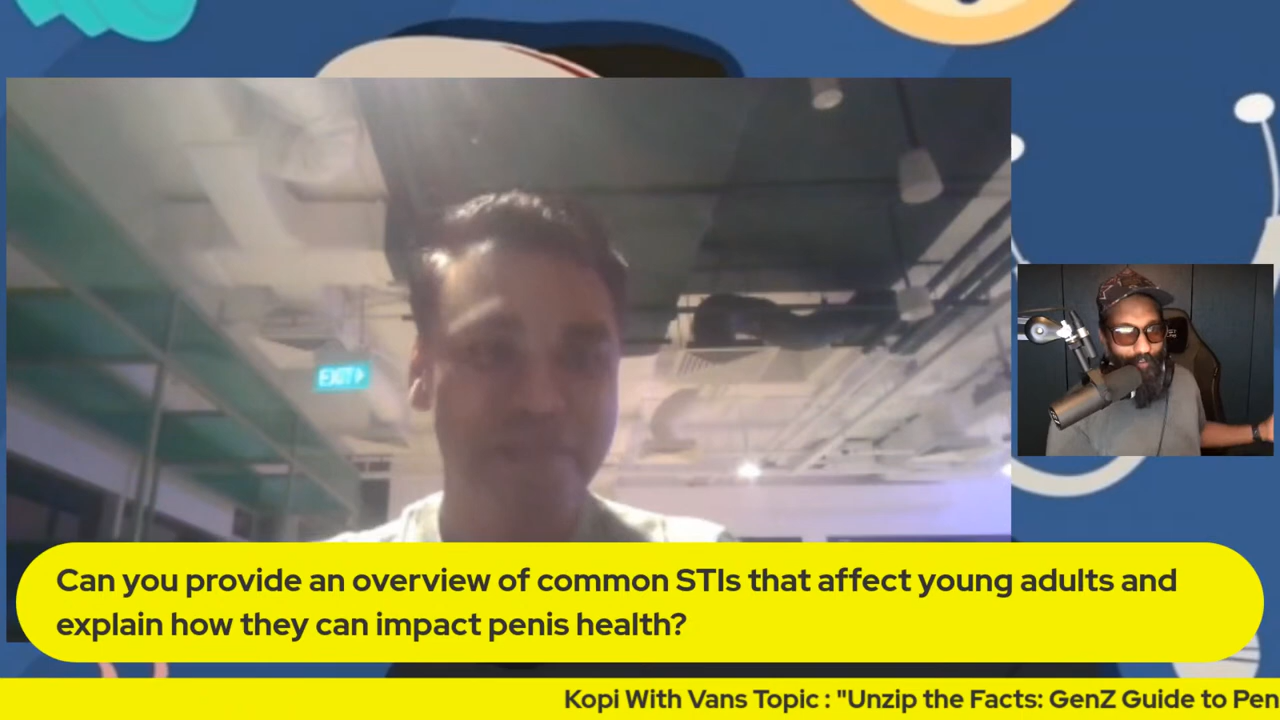 EXIT
Can you provide an overview of common STIs that affect young adults and
explain how they can impact penis health?
Kopi With Vans Topic : "Unzip the Facts: GenZ Guide to Pen